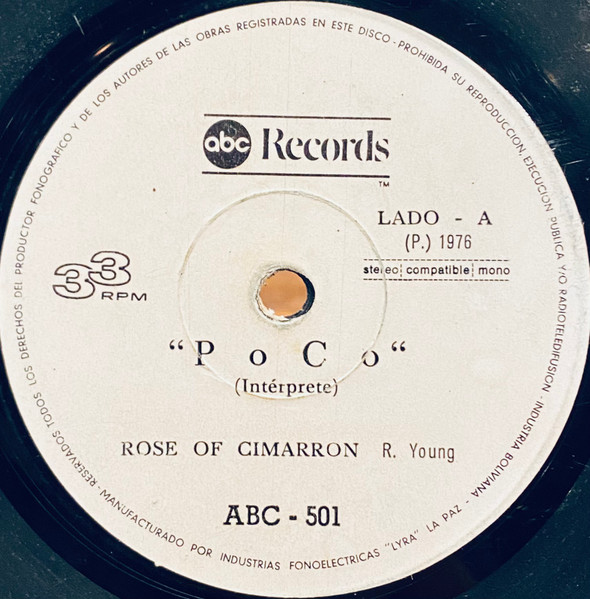 RESERVADOS TODOS LOS DERECHOS DEL PRODUCTOR FONOGRAFICO Y DE LOS AUTORES DE LAS OBRAS REGISTRADAS EN ESTE DISCO - PROHIBIDA SU REPRODUCCION, EJECUCION PUBLICA Y/O RADIOTELEDIFUSION - INDUSTRIA BOLIVIANA
abc Records
TM
LADO - A
(P.) 1976
stereo compatible mono
33
RPM
“PoCo“
(Intérprete)
ROSE OF CIMARRON R. Young
ABC - 501
MANUFACTURADO POR INDUSTRIAS FONOELECTRICAS "LYRA" LA PAZ -